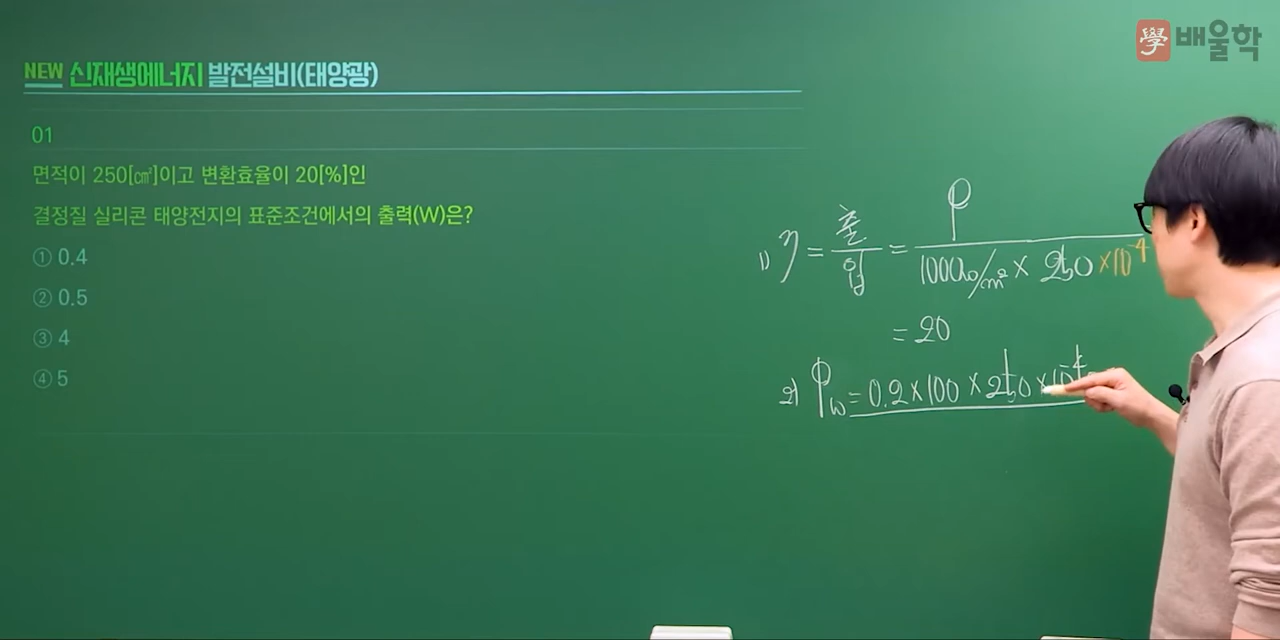 學 배울학
NEW 신재생에너지 발전설비(태양광)
01
면적이 250[㎠]이고 변환효율이 20[%]인
결정질 실리콘 태양전지의 표준조건에서의 출력(W)은?
① 0.4
② 0.5
③ 4
④ 5
1) η = 출/입 = P / 1000w/m² × 250 ×10⁻⁴
= 20
2) Pw = 0.2 × 100 × 250 × 10⁻⁴